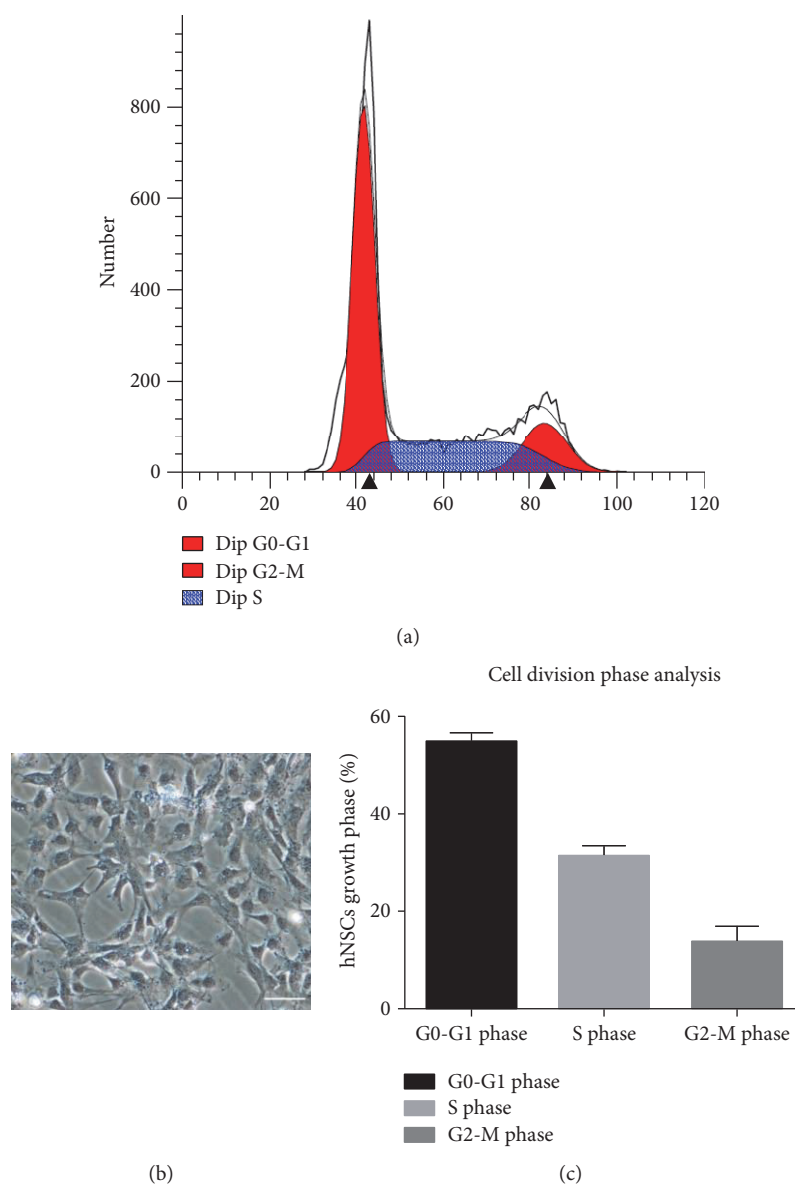 800
600
400
200
0
Number
0 20 40 60 80 100 120
Dip G0-G1
Dip G2-M
Dip S
(a)
Cell division phase analysis
60
40
20
0
hNSCs growth phase (%)
G0-G1 phase S phase G2-M phase
G0-G1 phase
S phase
G2-M phase
(b)
(c)